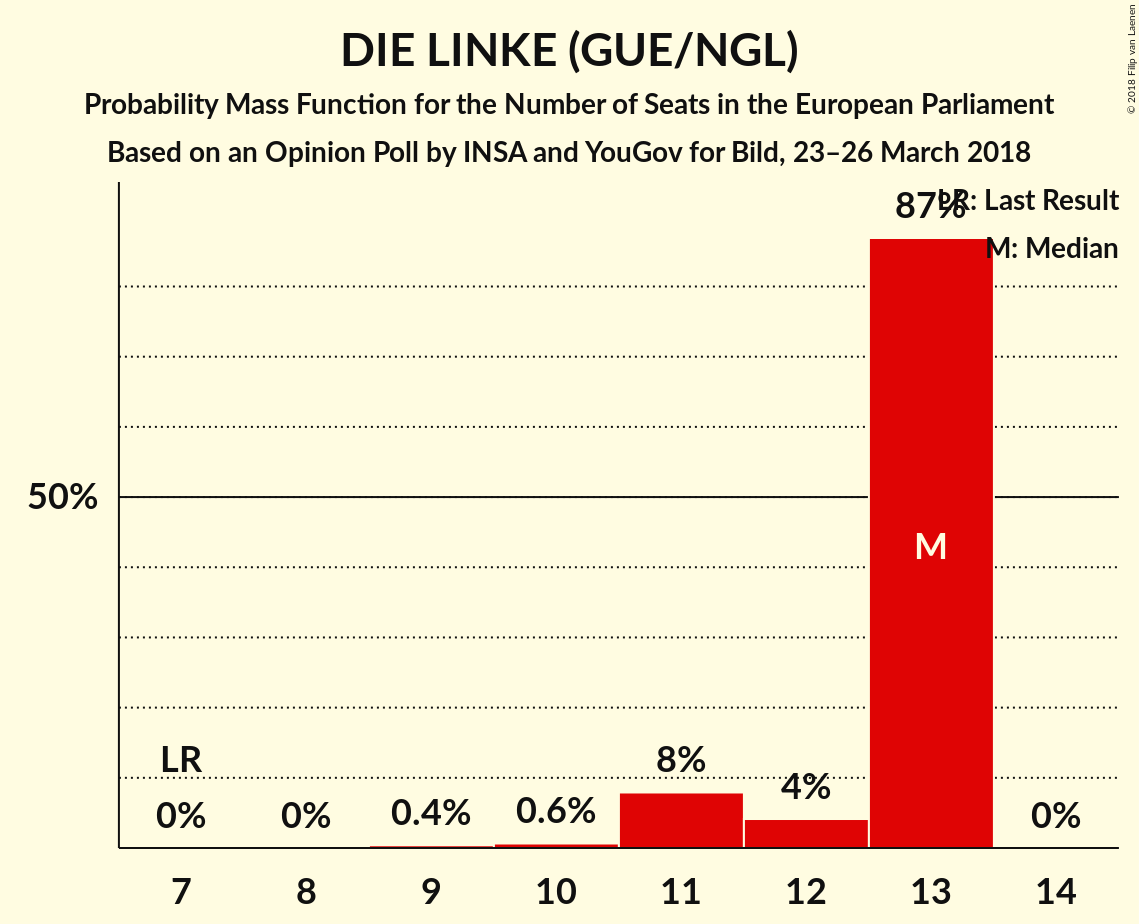 DIE LINKE (GUE/NGL)
Probability Mass Function for the Number of Seats in the European Parliament
Based on an Opinion Poll by INSA and YouGov for Bild, 23–26 March 2018
© 2018 Filip van Laenen
LR: Last Result
M: Median
87%
50%
M
LR
0%
0%
0.4%
0.6%
8%
4%
0%
7 8 9 10 11 12 13 14